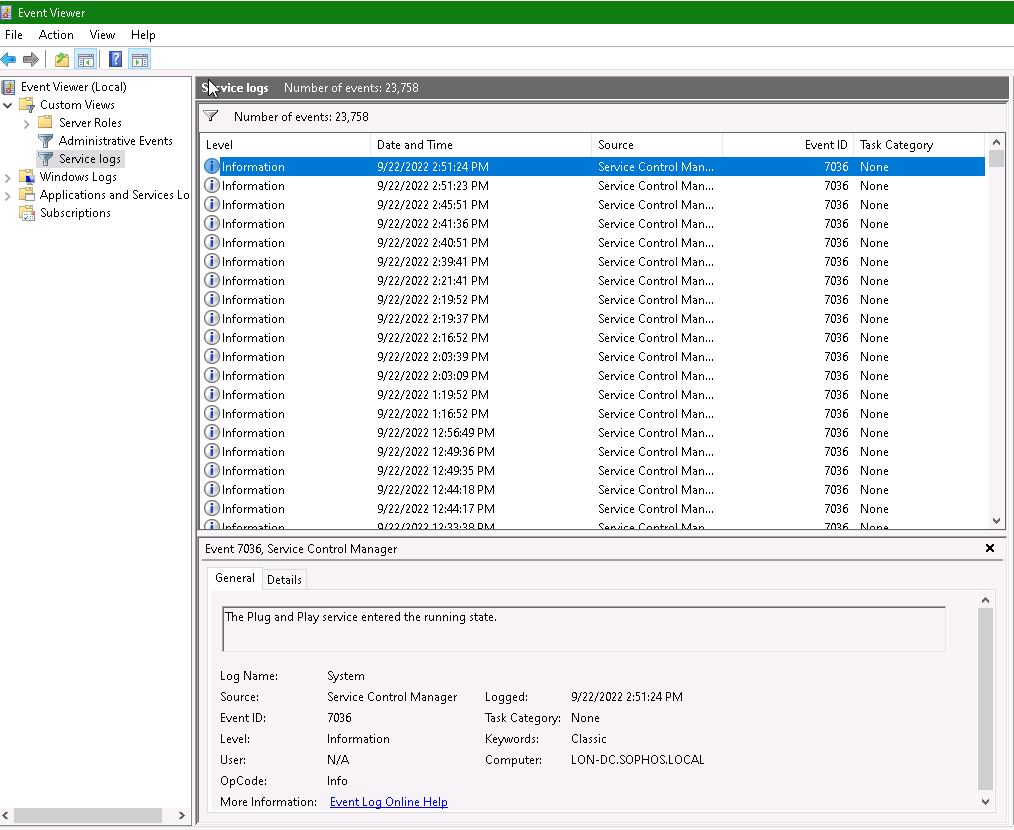 Event Viewer
File Action View Help
Event Viewer (Local)
Custom Views
Server Roles
Administrative Events
Service logs
Windows Logs
Applications and Services Lo
Subscriptions
Service logs Number of events: 23,758
Number of events: 23,758
Level Date and Time Source Event ID Task Category
Information 9/22/2022 2:51:24 PM Service Control Man... 7036 None
Information 9/22/2022 2:51:23 PM Service Control Man... 7036 None
Information 9/22/2022 2:45:51 PM Service Control Man... 7036 None
Information 9/22/2022 2:41:36 PM Service Control Man... 7036 None
Information 9/22/2022 2:40:51 PM Service Control Man... 7036 None
Information 9/22/2022 2:39:41 PM Service Control Man... 7036 None
Information 9/22/2022 2:21:41 PM Service Control Man... 7036 None
Information 9/22/2022 2:19:52 PM Service Control Man... 7036 None
Information 9/22/2022 2:19:37 PM Service Control Man... 7036 None
Information 9/22/2022 2:16:52 PM Service Control Man... 7036 None
Information 9/22/2022 2:03:39 PM Service Control Man... 7036 None
Information 9/22/2022 2:03:09 PM Service Control Man... 7036 None
Information 9/22/2022 1:19:52 PM Service Control Man... 7036 None
Information 9/22/2022 1:16:52 PM Service Control Man... 7036 None
Information 9/22/2022 12:56:49 PM Service Control Man... 7036 None
Information 9/22/2022 12:49:36 PM Service Control Man... 7036 None
Information 9/22/2022 12:49:35 PM Service Control Man... 7036 None
Information 9/22/2022 12:44:18 PM Service Control Man... 7036 None
Information 9/22/2022 12:44:17 PM Service Control Man... 7036 None
Information 9/22/2022 12:33:38 PM Service Control Man... 7036 None
Event 7036, Service Control Manager
General Details
The Plug and Play service entered the running state.
Log Name: System
Source: Service Control Manager Logged: 9/22/2022 2:51:24 PM
Event ID: 7036 Task Category: None
Level: Information Keywords: Classic
User: N/A Computer: LON-DC.SOPHOS.LOCAL
OpCode: Info
More Information: Event Log Online Help